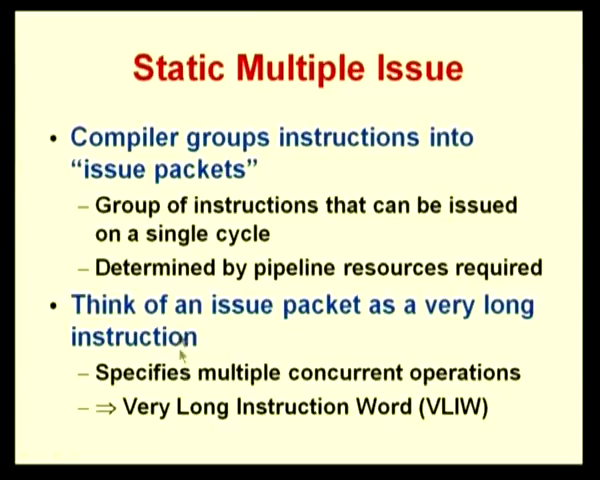 Static Multiple Issue
• Compiler groups instructions into
“issue packets”
– Group of instructions that can be issued
on a single cycle
– Determined by pipeline resources required
• Think of an issue packet as a very long
instruction
– Specifies multiple concurrent operations
– ⇒ Very Long Instruction Word (VLIW)